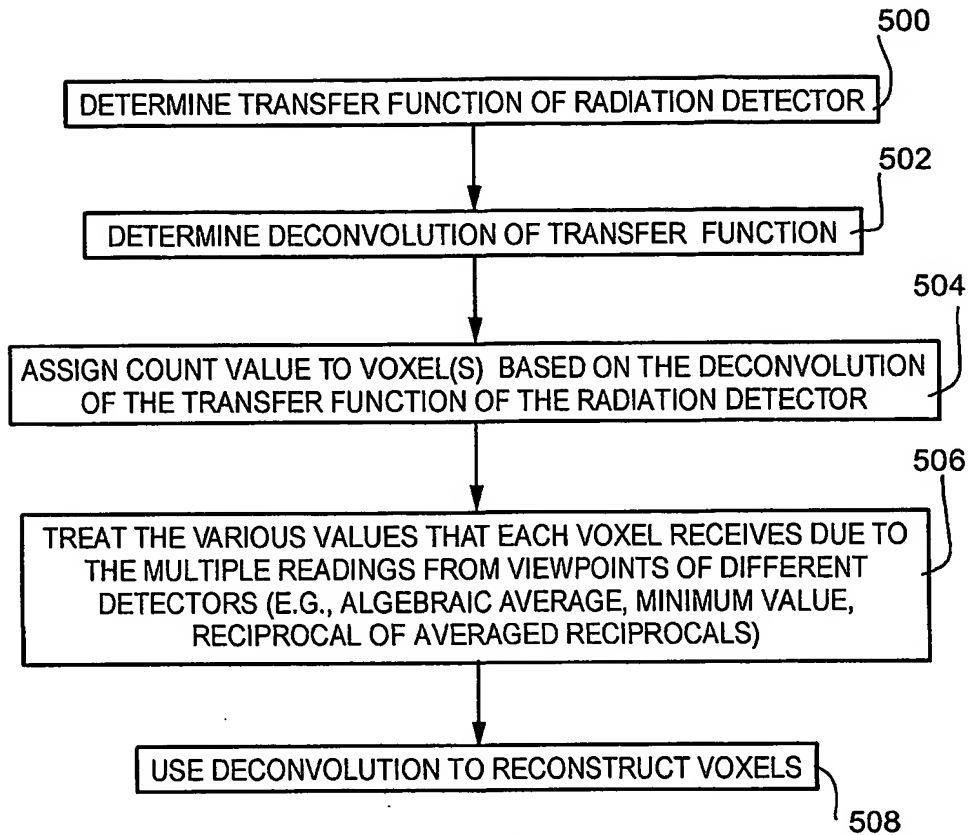 500
DETERMINE TRANSFER FUNCTION OF RADIATION DETECTOR
502
DETERMINE DECONVOLUTION OF TRANSFER FUNCTION
504
ASSIGN COUNT VALUE TO VOXEL(S) BASED ON THE DECONVOLUTION
OF THE TRANSFER FUNCTION OF THE RADIATION DETECTOR
506
TREAT THE VARIOUS VALUES THAT EACH VOXEL RECEIVES DUE TO
THE MULTIPLE READINGS FROM VIEWPOINTS OF DIFFERENT
DETECTORS (E.G., ALGEBRAIC AVERAGE, MINIMUM VALUE,
RECIPROCAL OF AVERAGED RECIPROCALS)
USE DECONVOLUTION TO RECONSTRUCT VOXELS
508